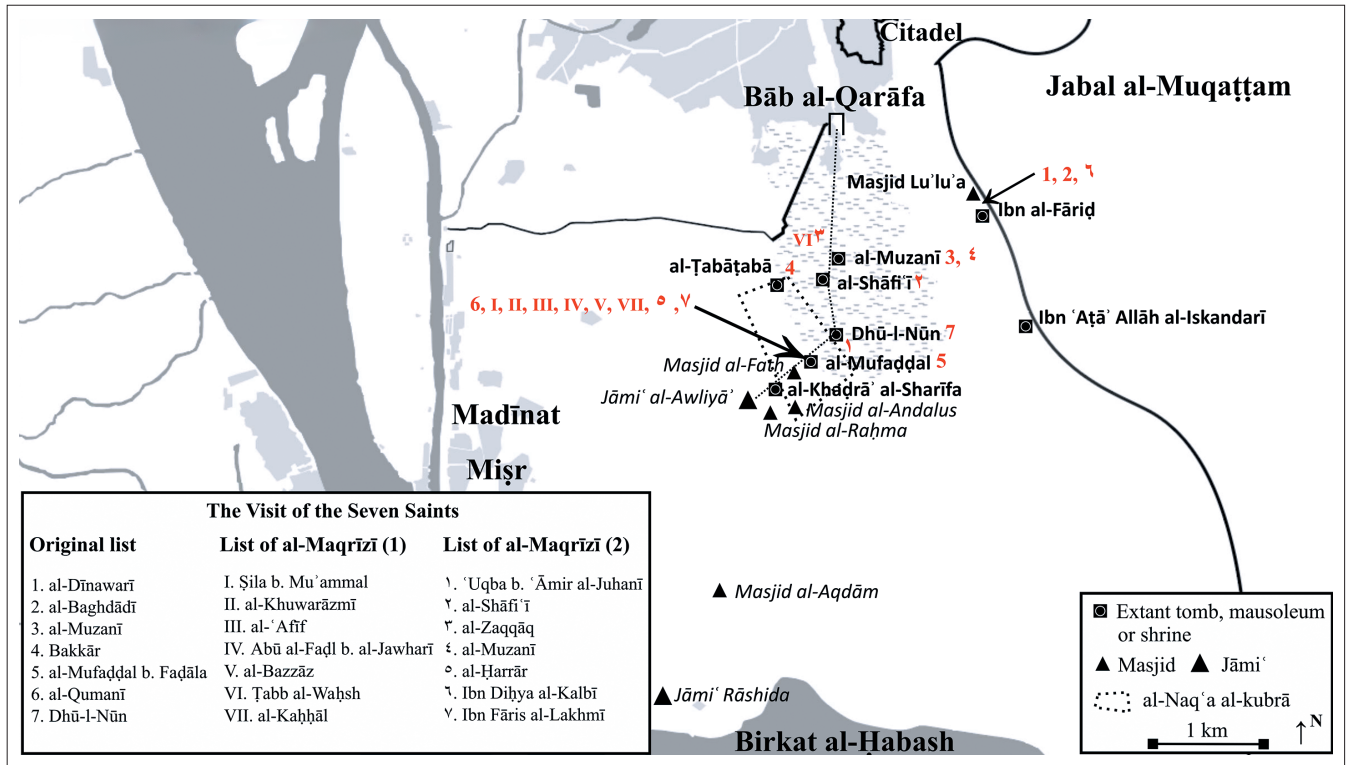 Citadel
Jabal al-Muqaṭṭam
Bāb al-Qarāfa
Masjid Luʾluʾa
1, 2, ٦
Ibn al-Fāriḍ
VI ٣
al-Muzanī 3, ٤
al-Ṭabāṭabā 4
al-Shāfiʿī ٢
6, I, II, III, IV, V, VII, ٥ ,٧
Ibn ʿAṭāʾ Allāh al-Iskandarī
Dhū-l-Nūn 7
١
Masjid al-Fath
al-Mufaḍḍal 5
al-Khaḍrāʾ al-Sharīfa
Jāmiʿ al-Awliyāʾ
Masjid al-Andalus
Masjid al-Raḥma
Madīnat
Miṣr
Masjid al-Aqdām
Jāmiʿ Rāshida
Birkat al-Ḥabash
The Visit of the Seven Saints
Original list
1. al-Dīnawarī
2. al-Baghdādī
3. al-Muzanī
4. Bakkār
5. al-Mufaḍḍal b. Faḍāla
6. al-Qumanī
7. Dhū-l-Nūn
List of al-Maqrīzī (1)
I. Ṣila b. Muʾammal
II. al-Khuwarāzmī
III. al-ʿAfīf
IV. Abū al-Faḍl b. al-Jawharī
V. al-Bazzāz
VI. Ṭabb al-Waḥsh
VII. al-Kaḥḥāl
List of al-Maqrīzī (2)
١. ʿUqba b. ʿĀmir al-Juhanī
٢. al-Shāfiʿī
٣. al-Zaqqāq
٤. al-Muzanī
٥. al-Ḥarrār
٦. Ibn Diḥya al-Kalbī
٧. Ibn Fāris al-Lakhmī
Extant tomb, mausoleum
or shrine
Masjid
Jāmiʿ
al-Naqʿa al-kubrā
1 km
N